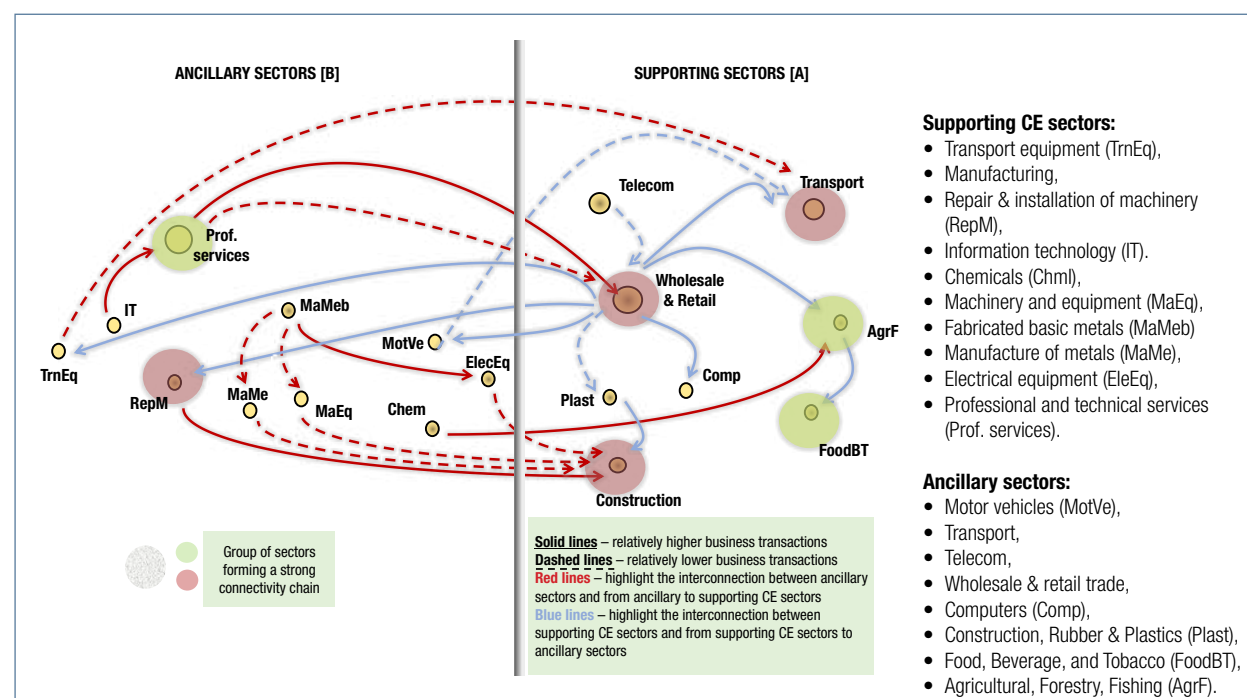 ANCILLARY SECTORS [B]
SUPPORTING SECTORS [A]
Transport
Telecom
Prof.
services
Wholesale
& Retail
IT
MaMeb
MotVe
AgrF
TrnEq
ElecEq
RepM
MaMe
MaEq
Chem
Plast
Comp
FoodBT
Construction
Group of sectors
forming a strong
connectivity chain
Solid lines – relatively higher business transactions
Dashed lines – relatively lower business transactions
Red lines – highlight the interconnection between ancillary
sectors and from ancillary to supporting CE sectors
Blue lines – highlight the interconnection between
supporting CE sectors and from supporting CE sectors to
ancillary sectors
Supporting CE sectors:
• Transport equipment (TrnEq),
• Manufacturing,
• Repair & installation of machinery
(RepM),
• Information technology (IT).
• Chemicals (Chml),
• Machinery and equipment (MaEq),
• Fabricated basic metals (MaMeb)
• Manufacture of metals (MaMe),
• Electrical equipment (EleEq),
• Professional and technical services
(Prof. services).
Ancillary sectors:
• Motor vehicles (MotVe),
• Transport,
• Telecom,
• Wholesale & retail trade,
• Computers (Comp),
• Construction, Rubber & Plastics (Plast),
• Food, Beverage, and Tobacco (FoodBT),
• Agricultural, Forestry, Fishing (AgrF).